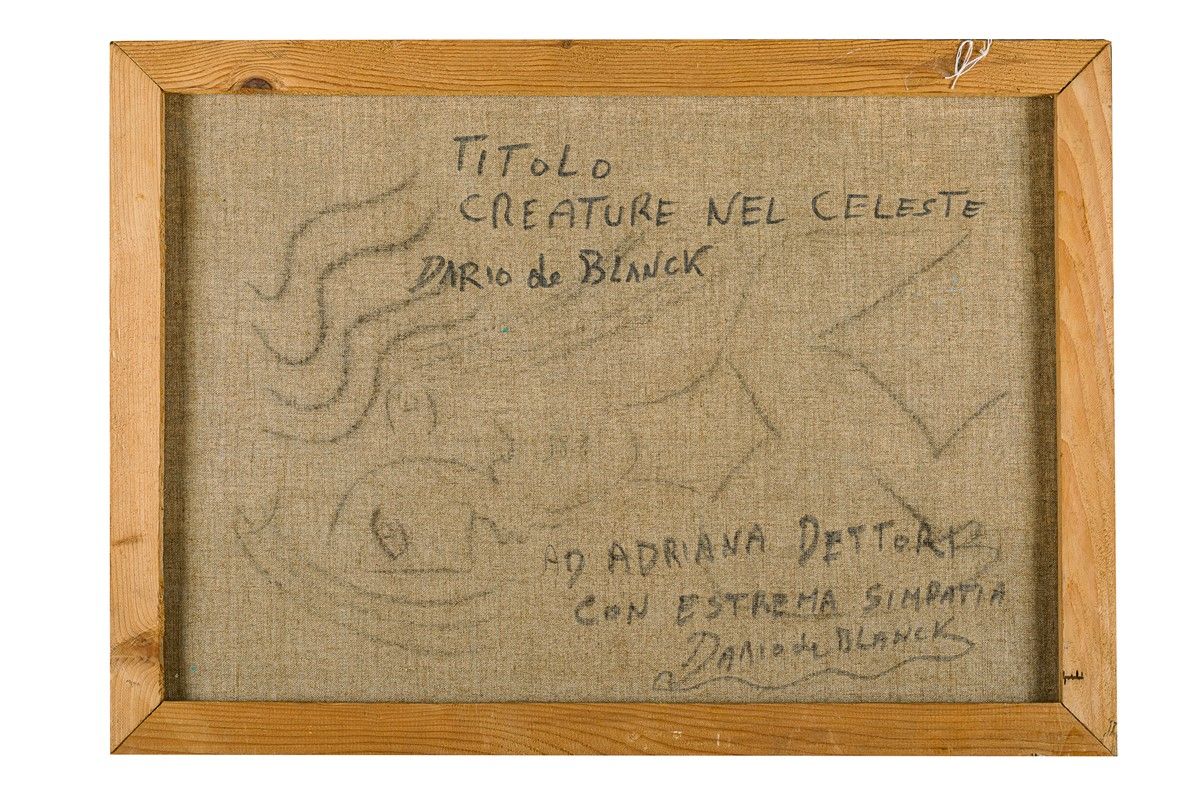 TITOLO
CREATURE NEL CELESTE
DARIO de BLANCK
AD ADRIANA DETTORI
CON ESTREMA SIMPATIA
DARIO de BLANCK